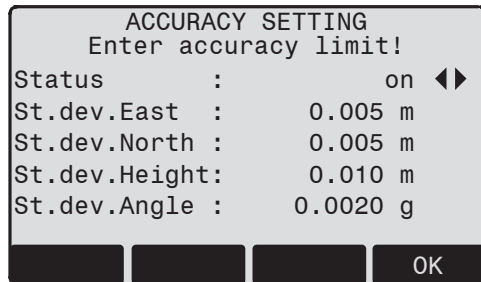 ACCURACY SETTING
Enter accuracy limit!
Status : on
St.dev.East : 0.005 m
St.dev.North : 0.005 m
St.dev.Height: 0.010 m
St.dev.Angle : 0.0020 g
OK